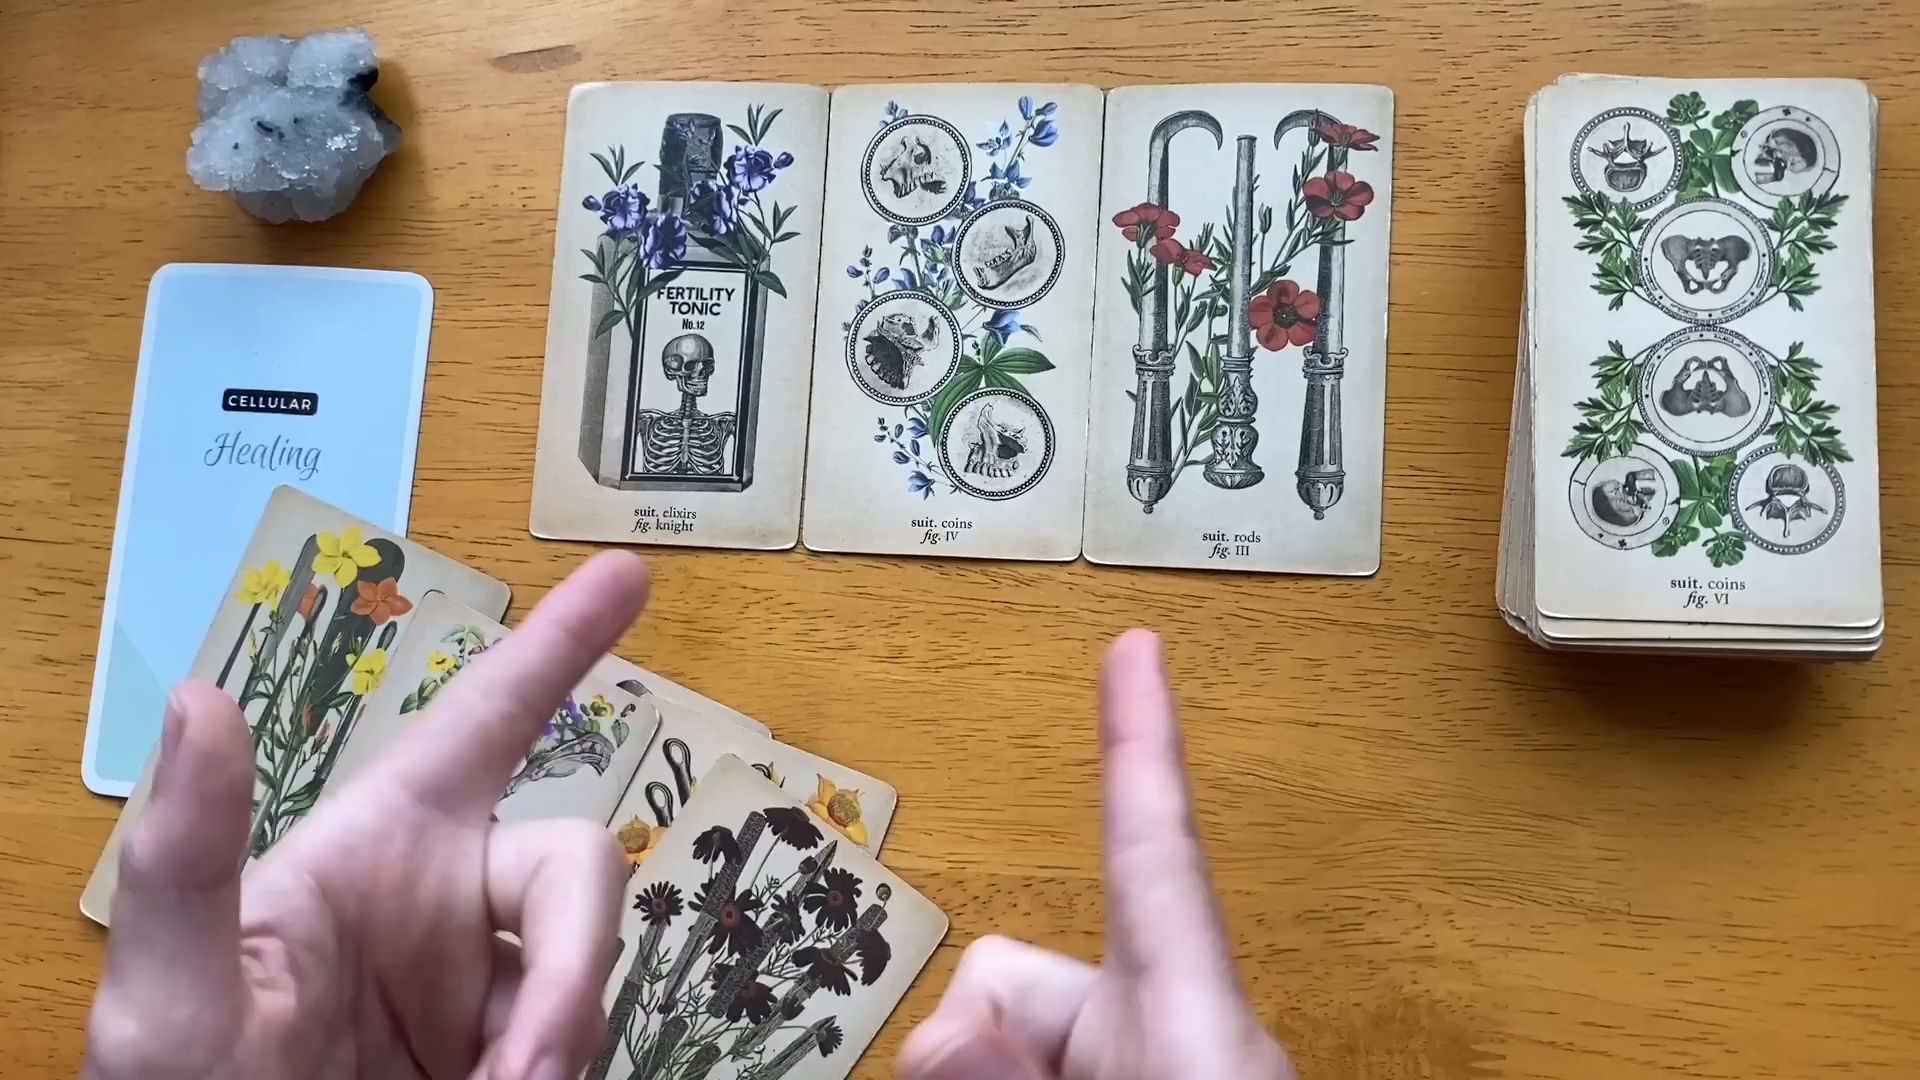 CELLULAR
Healing
FERTILITY
TONIC
No.12
suit. elixirs
fig. knight
suit. coins
fig. IV
suit. rods
fig. III
suit. coins
fig. VI